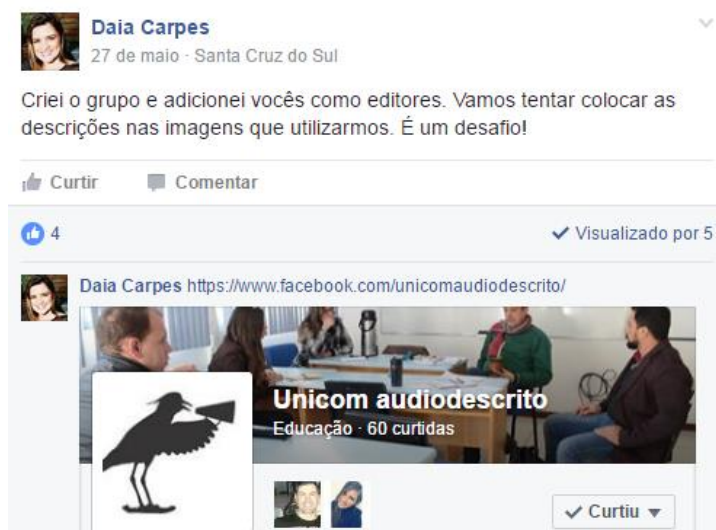 Daia Carpes
27 de maio · Santa Cruz do Sul
Criei o grupo e adicionei vocês como editores. Vamos tentar colocar as
descrições nas imagens que utilizarmos. É um desafio!
Curtir Comentar
4 Visualizado por 5
Daia Carpes https://www.facebook.com/unicomaudiodescrito/
Unicom audiodescrito
Educação · 60 curtidas
Curtiu